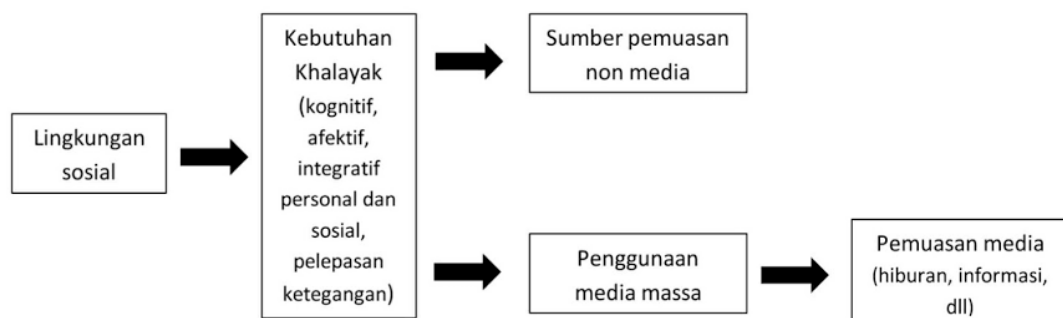 Lingkungan
sosial
Kebutuhan
Khalayak
(kognitif,
afektif,
integratif
personal dan
sosial,
pelepasan
ketegangan)
Sumber pemuasan
non media
Penggunaan
media massa
Pemuasan media
(hiburan, informasi,
dll)